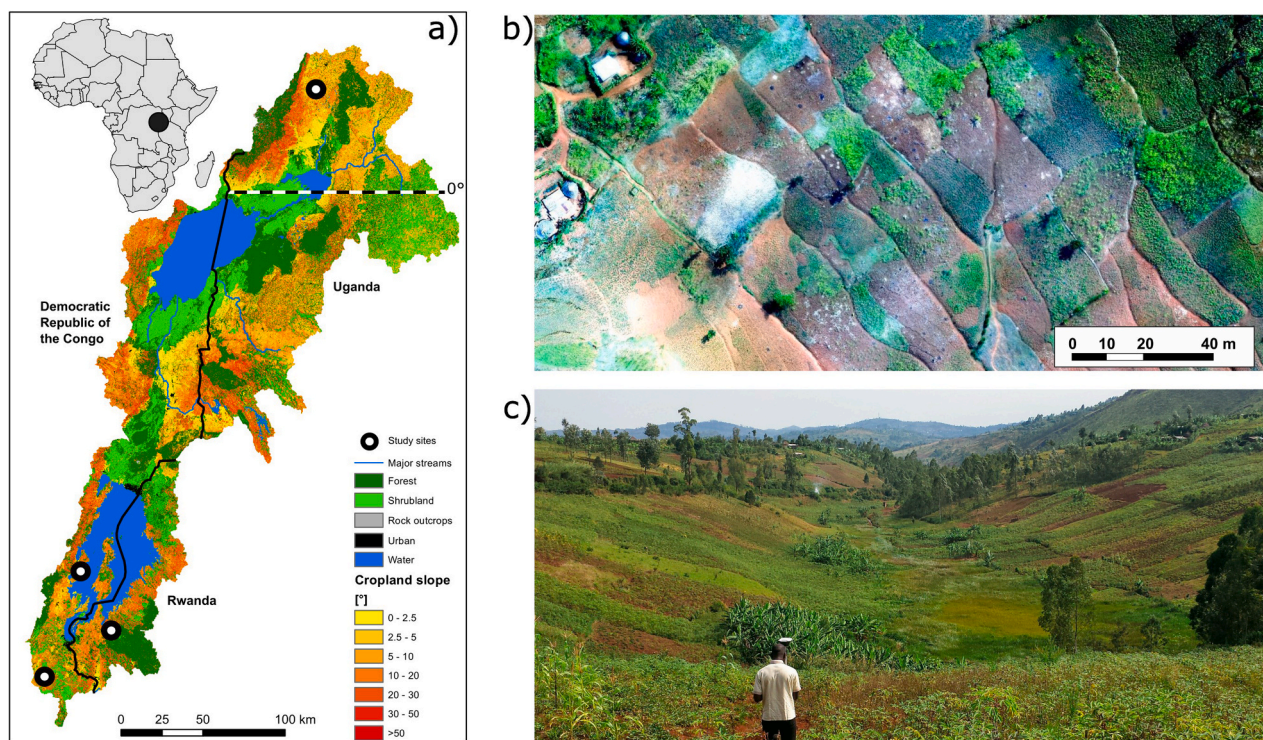 a)
0°
Uganda
Democratic
Republic of
the Congo
Rwanda
Study sites
Major streams
Forest
Shrubland
Rock outcrops
Urban
Water
Cropland slope
[°]
0 - 2.5
2.5 - 5
5 - 10
10 - 20
20 - 30
30 - 50
>50
0 25 50 100 km
b)
0 10 20 40 m
c)